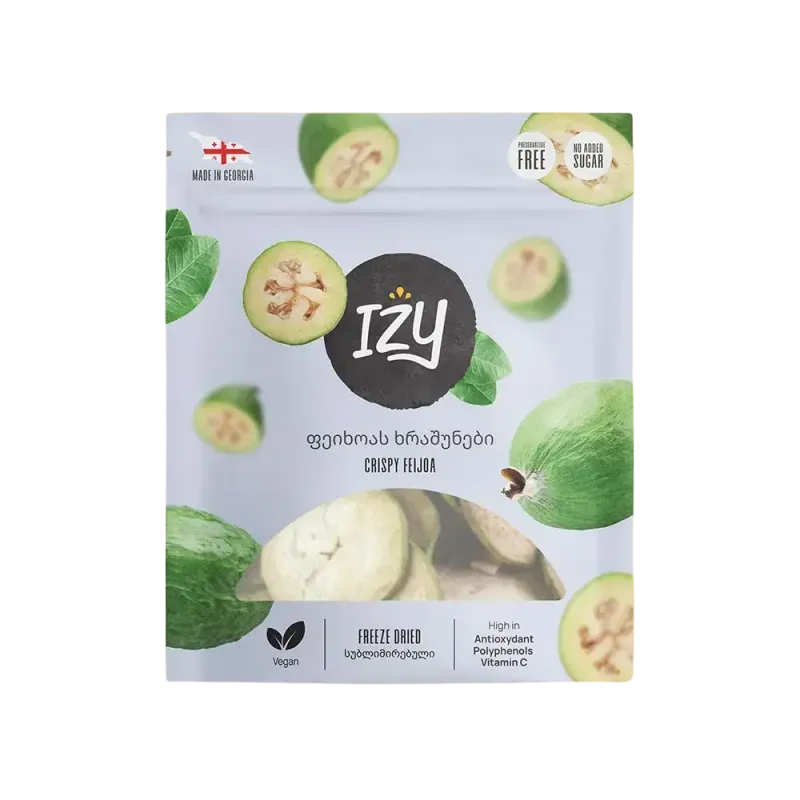 MADE IN GEORGIA
PRESERVATIVE
FREE
NO ADDED
SUGAR
IZY
ფეიხოას ხრაშუნები
CRISPY FEIJOA
Vegan
FREEZE DRIED
სუბლიმირებული
High in
Antioxydant
Polyphenols
Vitamin C